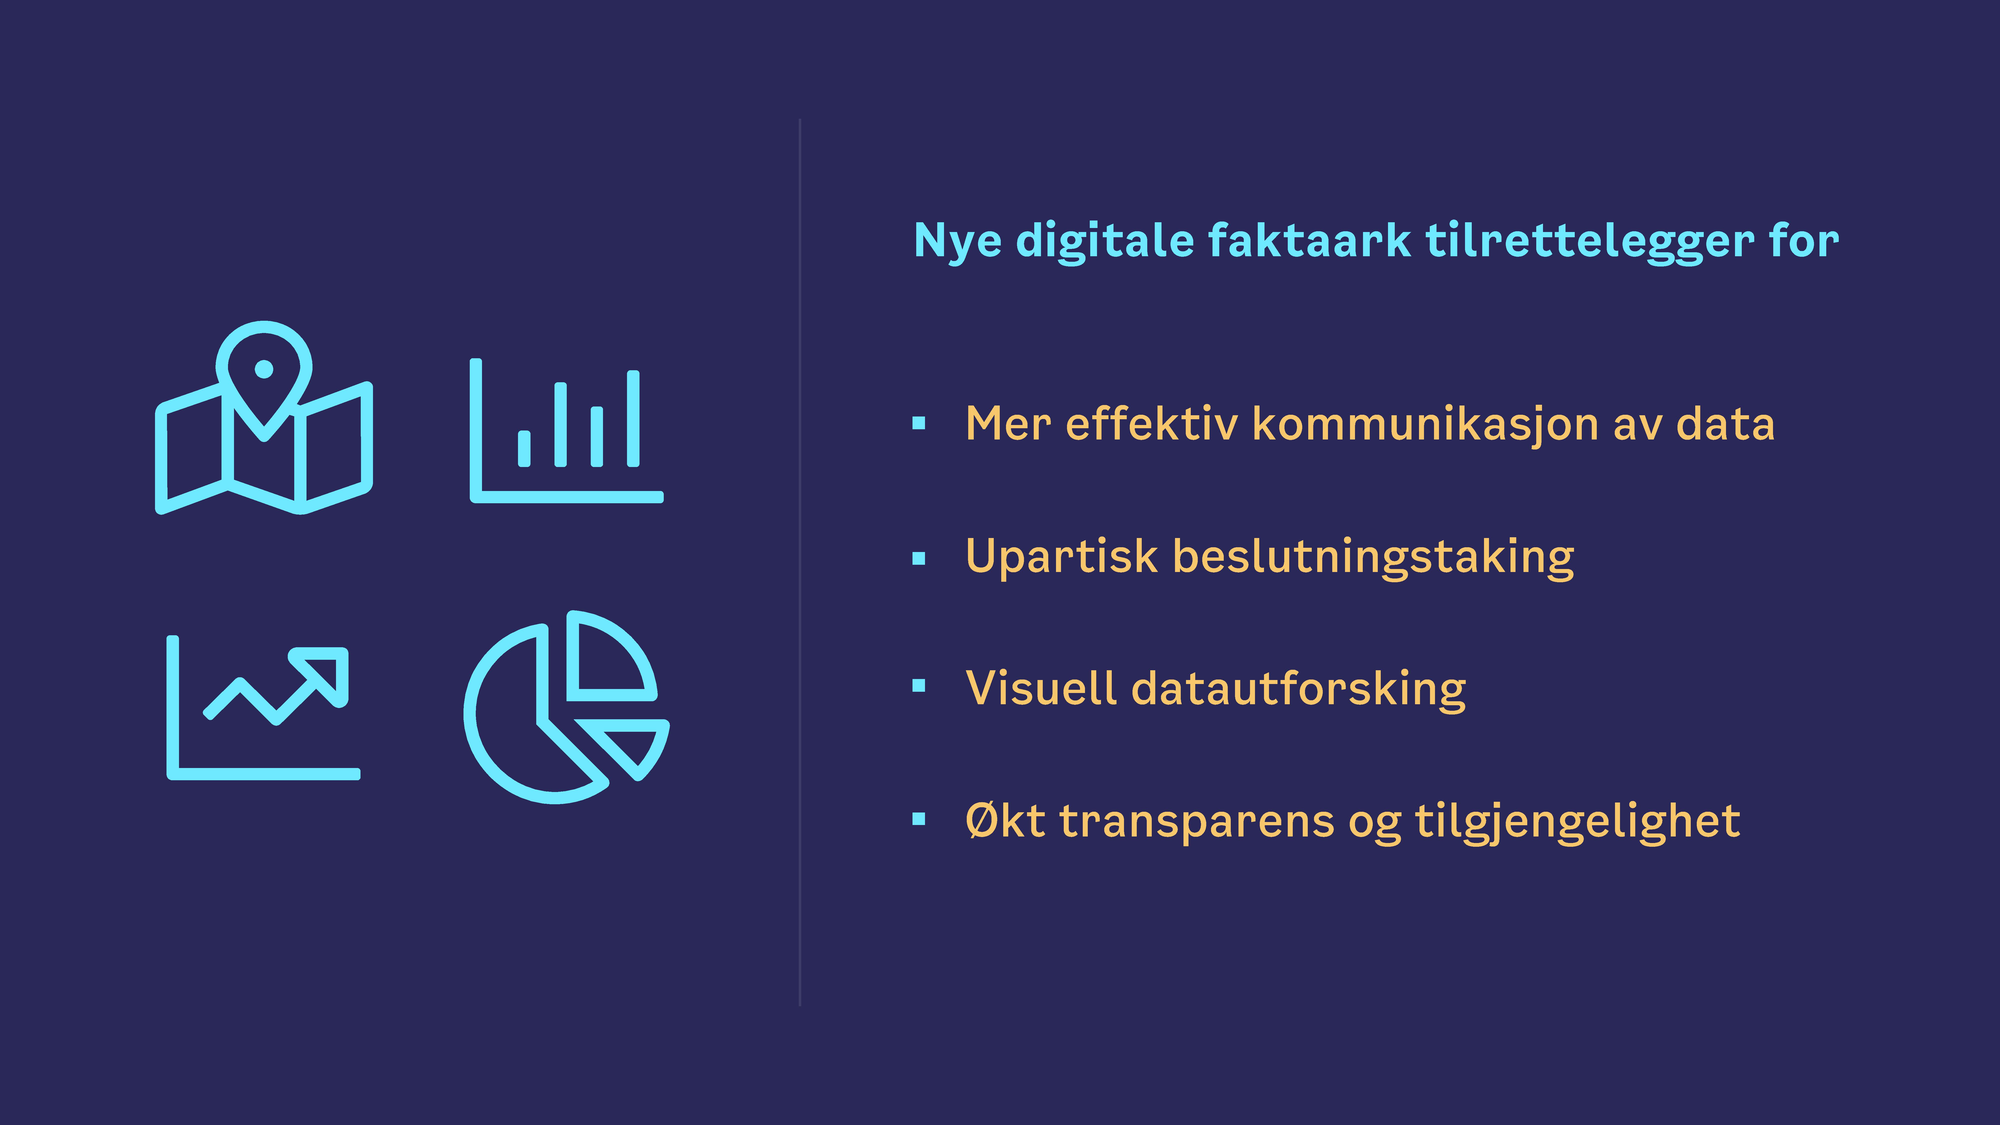 Nye digitale faktaark tilrettelegger for
▪ Mer effektiv kommunikasjon av data
▪ Upartisk beslutningstaking
▪ Visuell datautforsking
▪ Økt transparens og tilgjengelighet